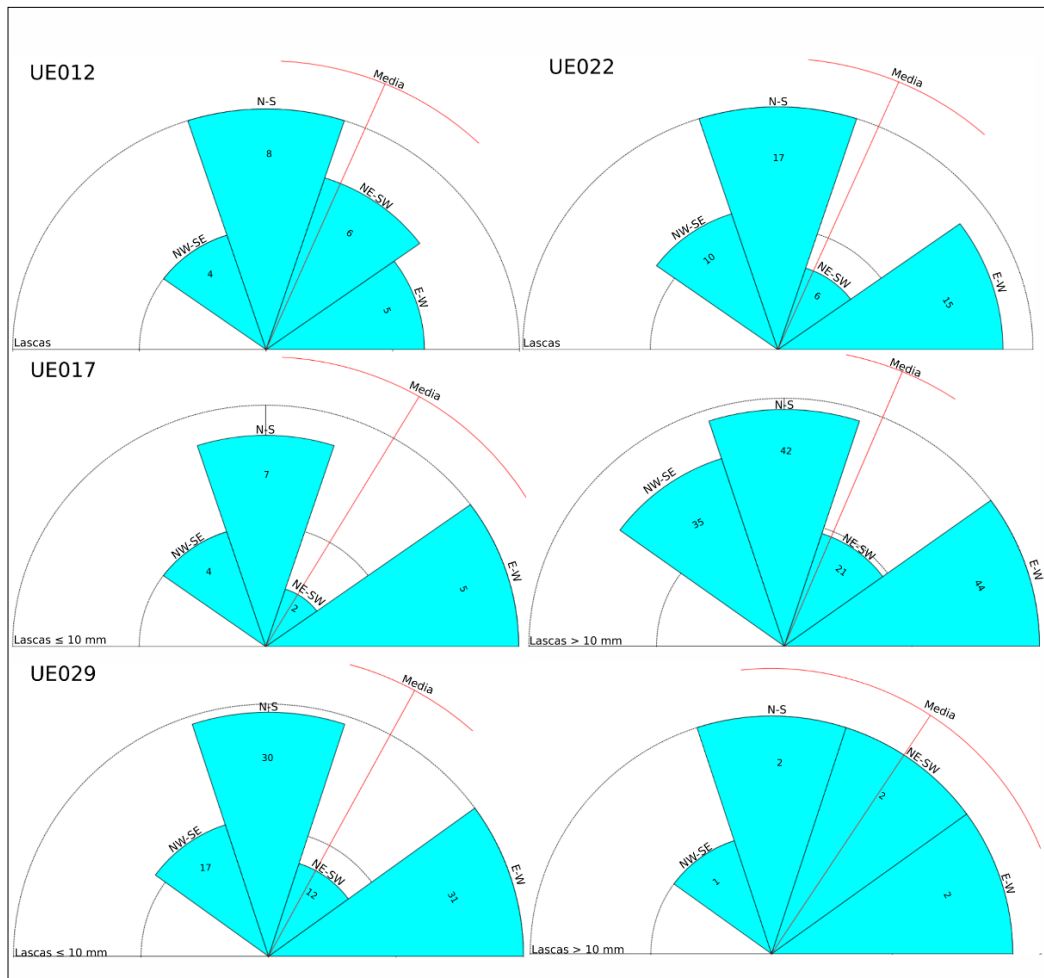 UE012
Media
N-S
8
NE-SW
6
NW-SE
4
E-W
5
Lascas
UE022
Media
N-S
17
NW-SE
10
NE-SW
6
E-W
15
Lascas
UE017
Media
N-S
7
NW-SE
4
NE-SW
2
E-W
5
Lascas ≤ 10 mm
Media
N-S
42
NW-SE
35
NE-SW
21
E-W
44
Lascas > 10 mm
UE029
Media
N-S
30
NW-SE
17
NE-SW
12
E-W
31
Lascas ≤ 10 mm
Media
N-S
2
NE-SW
2
NW-SE
1
E-W
2
Lascas > 10 mm